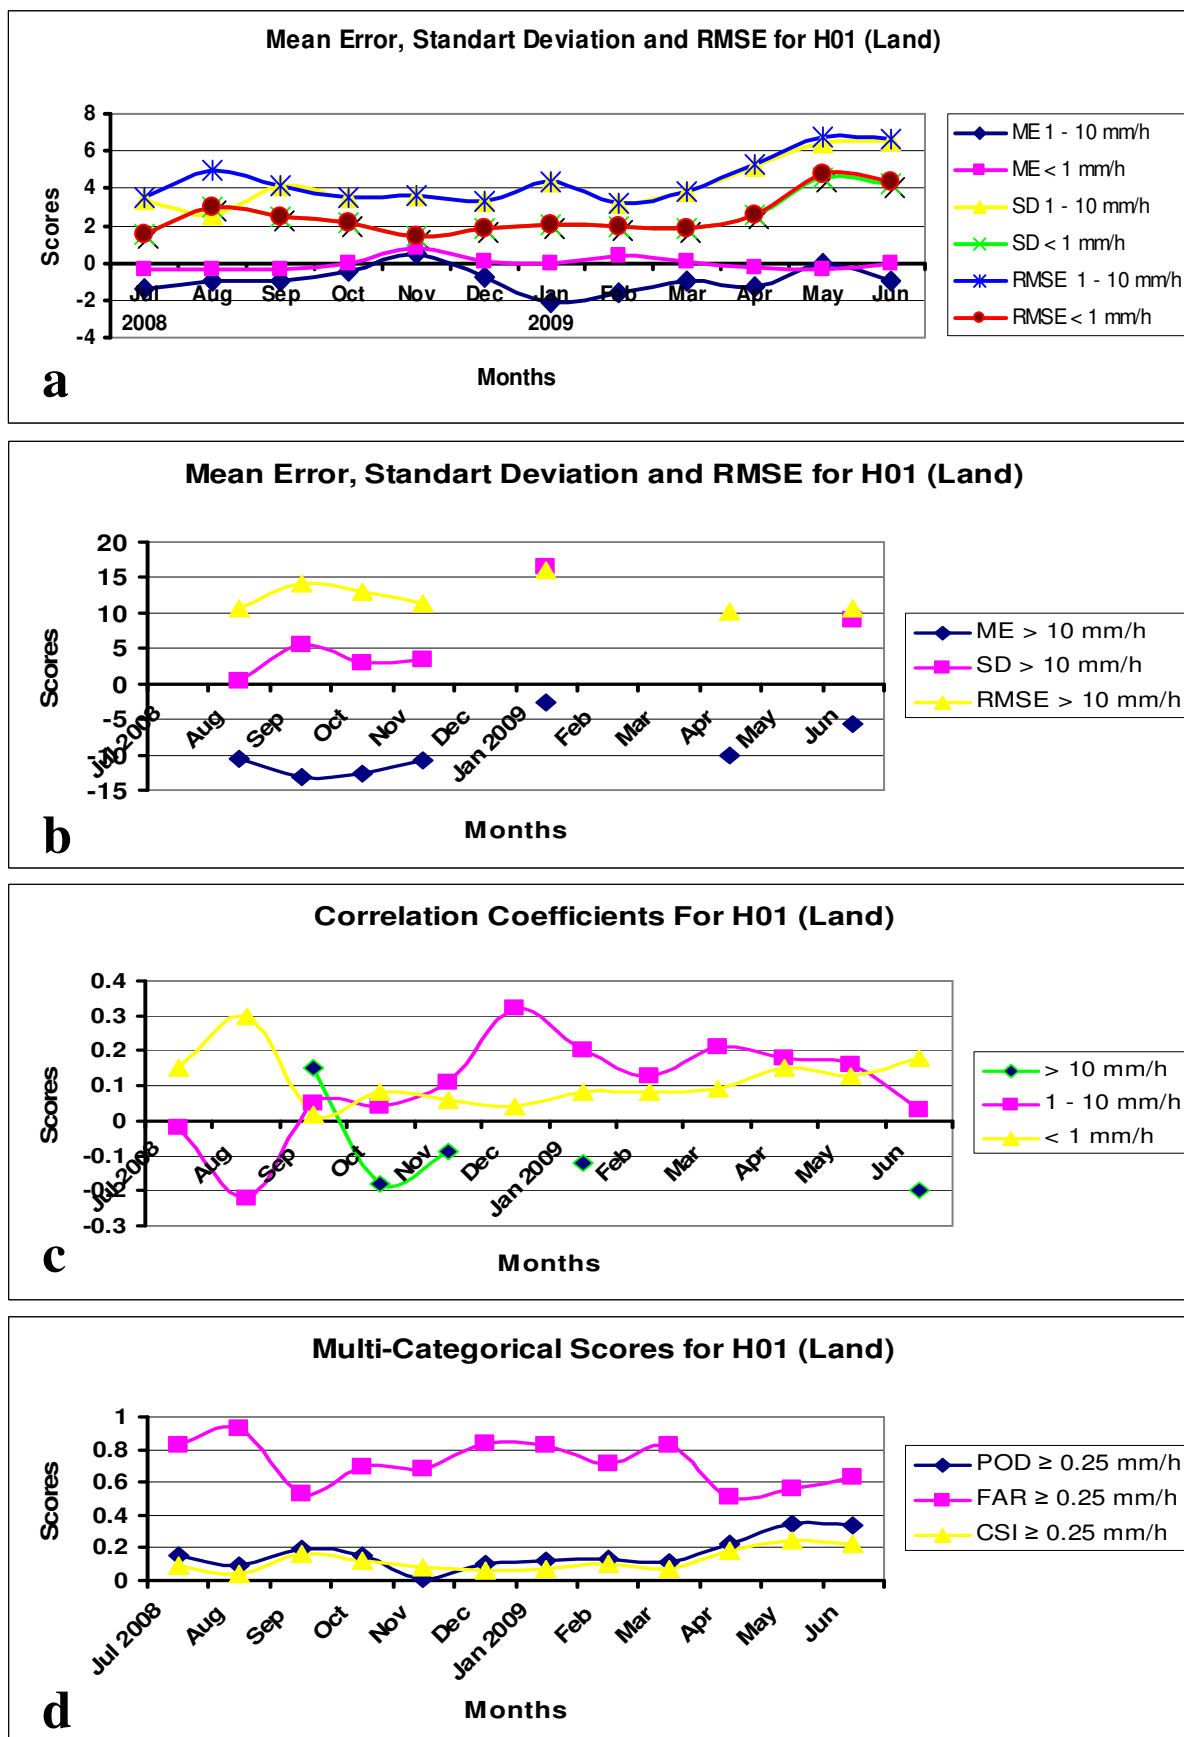 Mean Error, Standart Deviation and RMSE for H01 (Land)
8
6
4
2
0
-2
-4
Scores
Jul Aug Sep Oct Nov Dec Jan Feb Mar Apr May Jun
2008 2009
Months
ME 1 - 10 mm/h
ME < 1 mm/h
SD 1 - 10 mm/h
SD < 1 mm/h
RMSE 1 - 10 mm/h
RMSE < 1 mm/h
a
Mean Error, Standart Deviation and RMSE for H01 (Land)
20
15
10
5
0
-5
-10
-15
Scores
Jul 2008 Aug Sep Oct Nov Dec Jan 2009 Feb Mar Apr May Jun
Months
ME > 10 mm/h
SD > 10 mm/h
RMSE > 10 mm/h
b
Correlation Coefficients For H01 (Land)
0.4
0.3
0.2
0.1
0
-0.1
-0.2
-0.3
Scores
Jul 2008 Aug Sep Oct Nov Dec Jan 2009 Feb Mar Apr May Jun
Months
> 10 mm/h
1 - 10 mm/h
< 1 mm/h
c
Multi-Categorical Scores for H01 (Land)
1
0.8
0.6
0.4
0.2
0
Scores
Jul 2008 Aug Sep Oct Nov Dec Jan 2009 Feb Mar Apr May Jun
Months
POD ≥ 0.25 mm/h
FAR ≥ 0.25 mm/h
CSI ≥ 0.25 mm/h
d